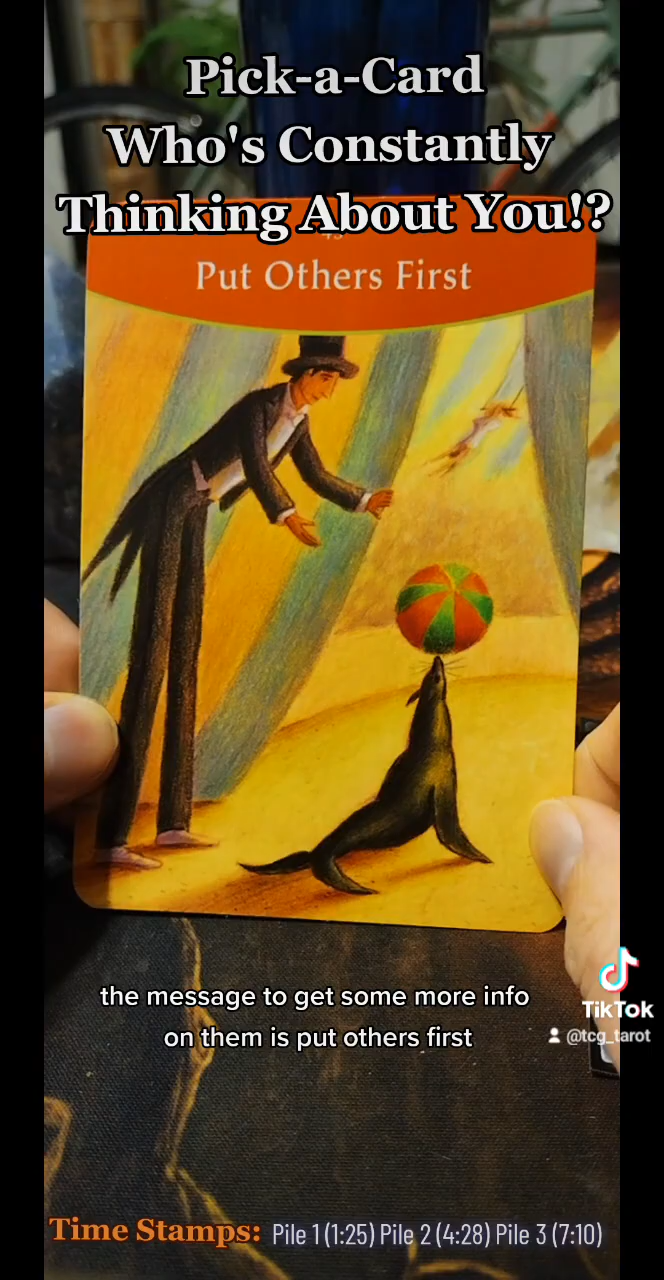 Pick-a-Card
Who's Constantly
Thinking About You!?
Put Others First
the message to get some more info
on them is put others first
TikTok
@tcg_tarot
Time Stamps: Pile 1 (1:25) Pile 2 (4:28) Pile 3 (7:10)